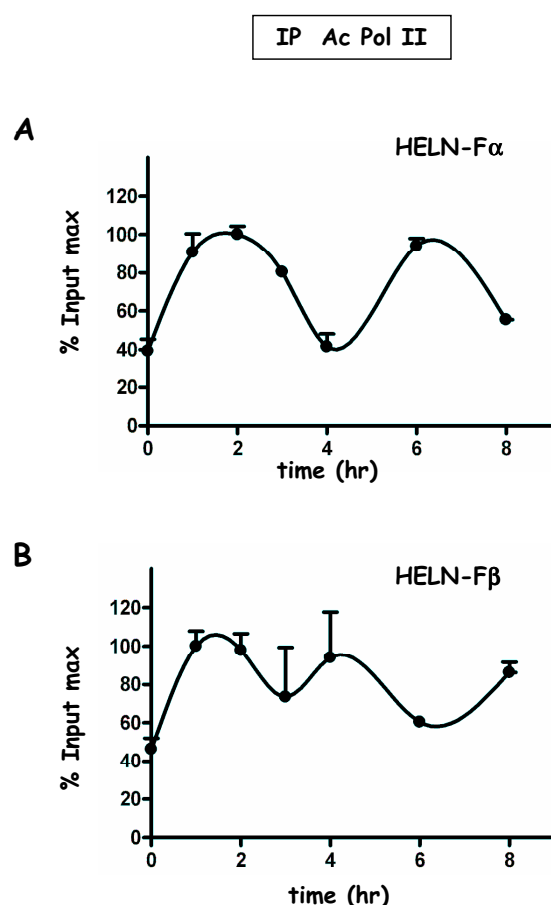 IP Ac Pol II
A
HELN-Fα
% Input max
120
100
80
60
40
20
0
0 2 4 6 8
time (hr)
B
HELN-Fβ
% Input max
120
100
80
60
40
20
0
0 2 4 6 8
time (hr)